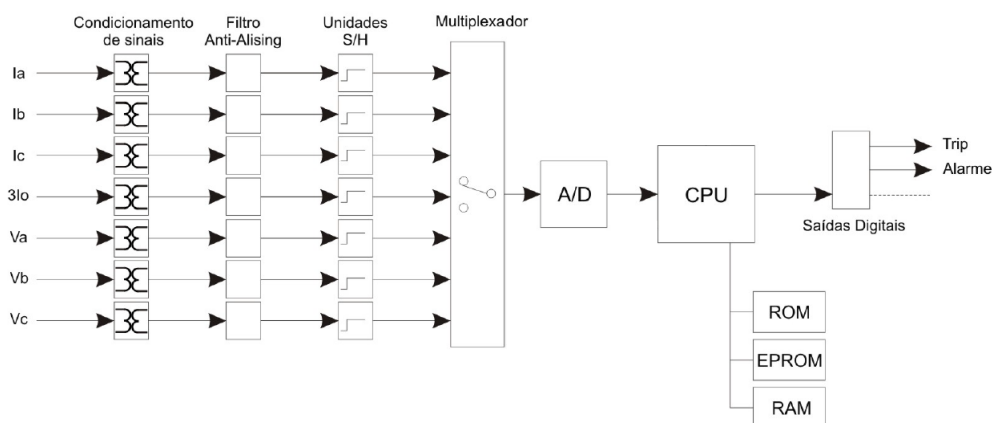 Condicionamento
de sinais
Filtro
Anti-Alising
Unidades
S/H
Multiplexador
Ia
Ib
Ic
3Io
Va
Vb
Vc
A/D
CPU
Trip
Alarme
Saídas Digitais
ROM
EPROM
RAM